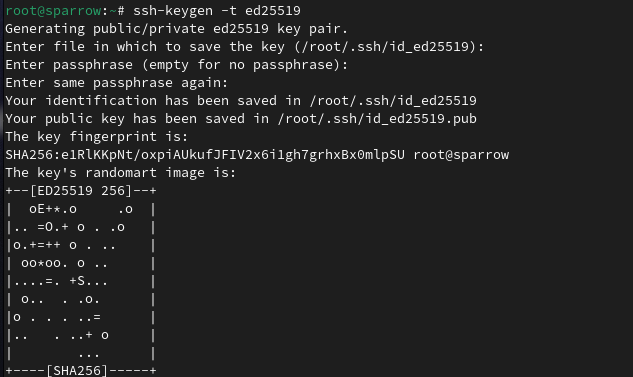 root@sparrow:~# ssh-keygen -t ed25519
Generating public/private ed25519 key pair.
Enter file in which to save the key (/root/.ssh/id_ed25519):
Enter passphrase (empty for no passphrase):
Enter same passphrase again:
Your identification has been saved in /root/.ssh/id_ed25519
Your public key has been saved in /root/.ssh/id_ed25519.pub
The key fingerprint is:
SHA256:e1RlKKpNt/oxpiAUkufJFIV2x6i1gh7grhxBx0mlpSU root@sparrow
The key's randomart image is:
+--[ED25519 256]--+
|  oE+*.o     .o  |
|.. =O.+ o . .o   |
|o.+=++ o . ..    |
| oo*oo. o ..     |
|....=. +S...     |
| o..  . .o.      |
|o . . . ..=      |
|..   . ..+ o     |
|        ...      |
+----[SHA256]-----+